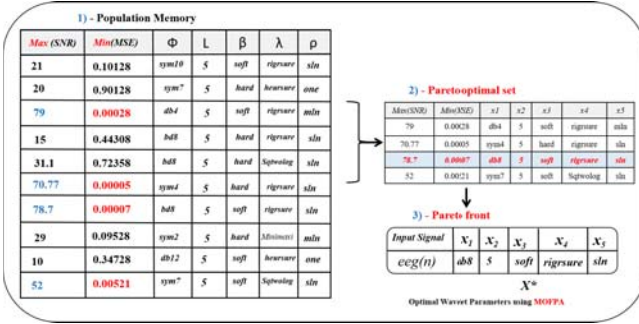 1) - Population Memory
Max (SNR) Min(MSE) Φ L β λ ρ
21 0.10128 sym10 5 soft rigrsure sln
20 0.90128 sym7 5 hard heursure one
79 0.00028 db4 5 soft rigrsure mln
15 0.44308 bd8 5 hard rigrsure sln
31.1 0.72358 bd8 5 hard Sqtwolog sln
70.77 0.00005 sym4 5 hard rigrsure sln
78.7 0.00007 bd8 5 soft rigrsure sln
29 0.09528 sym2 5 hard mln
10 0.34728 db12 5 soft heursure one
52 0.00521 sym7 5 soft Sqtwolog sln
2) - Paretooptimal set
Max(SNR) Min(MSE) x1 x2 x3 x4 x5
79 0.00028 db4 5 soft rigrsure mln
70.77 0.0005 sym4 5 hard rigrsure sln
78.7 0.0007 db8 5 soft rigrsure sln
52 0.0021 sym7 5 soft Sqtwolog sln
3) - Pareto front
Input Signal X1 X2 X3 X4 X5
eeg(n) db8 5 soft rigrsure sln
X*
Optimal Wavelet Parameters using MOFPA